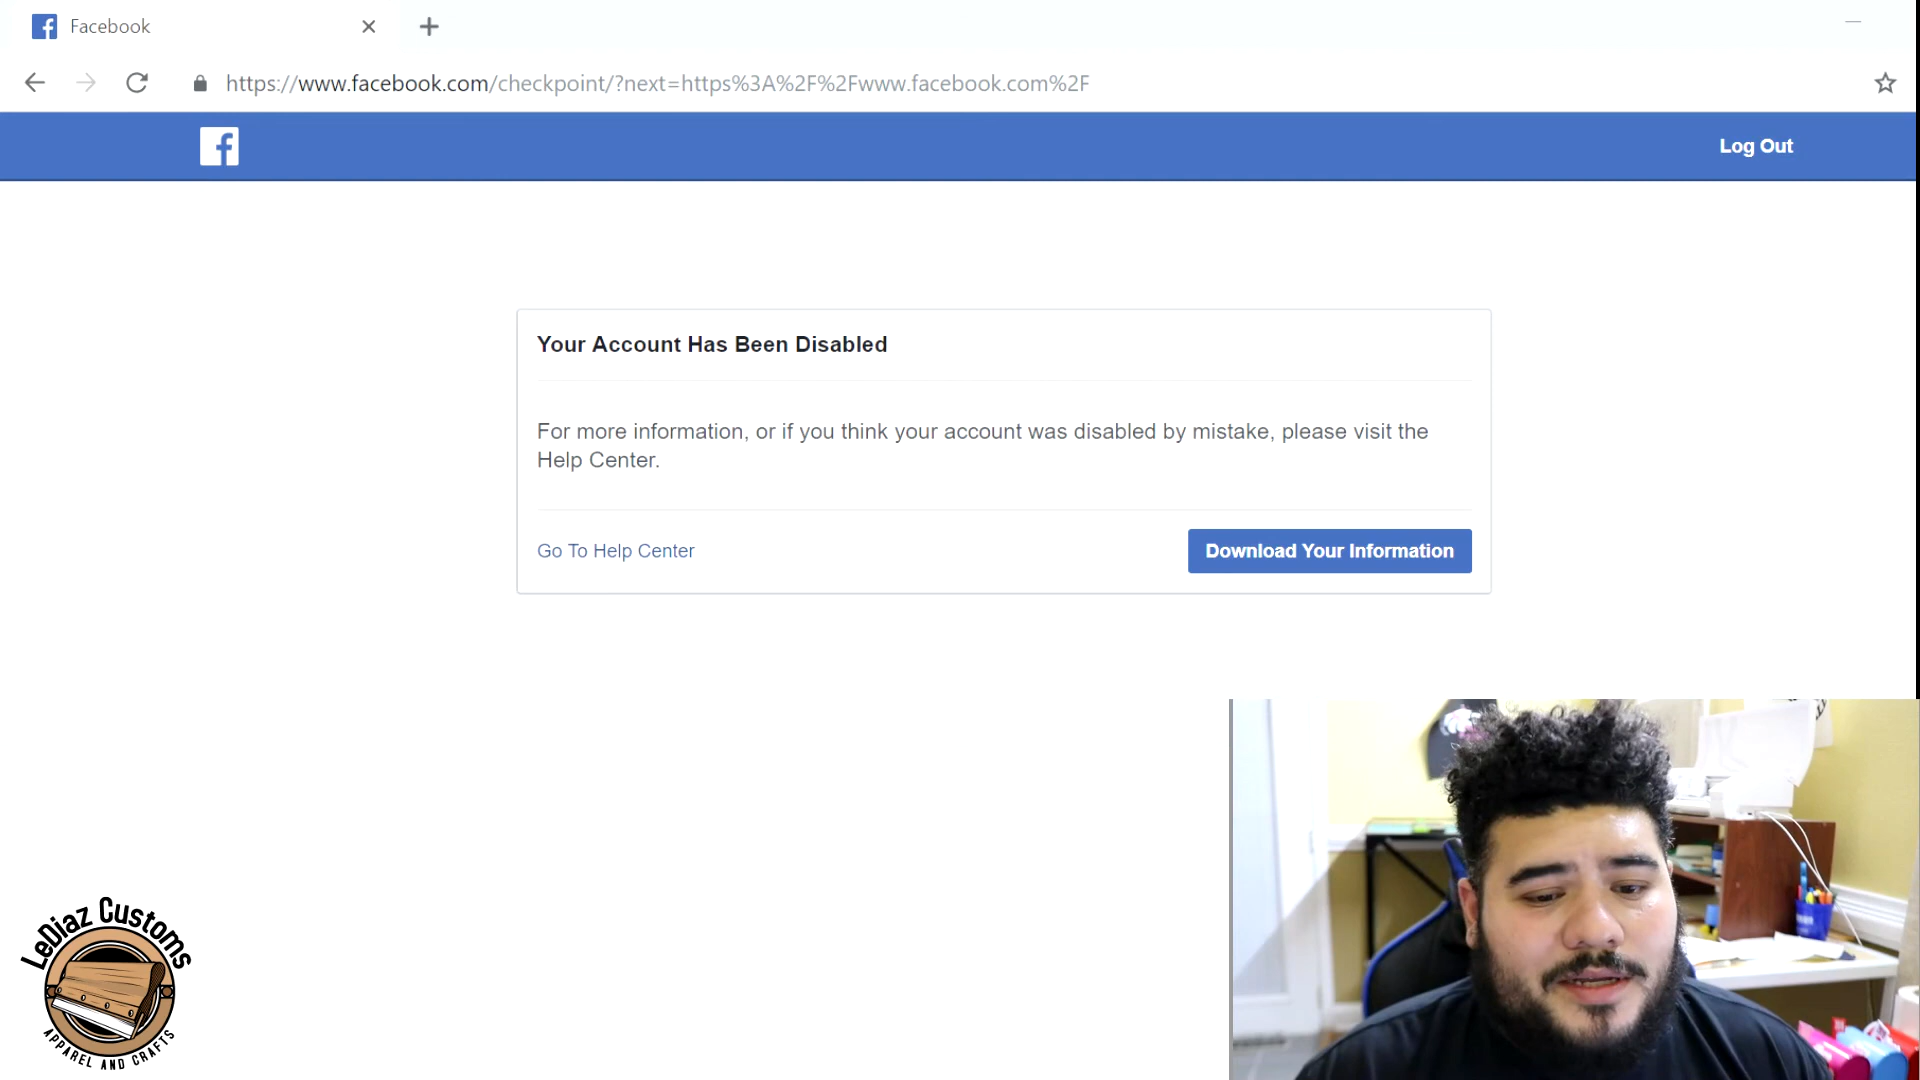 Facebook
https://www.facebook.com/checkpoint/?next=https%3A%2F%2Fwww.facebook.com%2F
Log Out
Your Account Has Been Disabled
For more information, or if you think your account was disabled by mistake, please visit the
Help Center.
Go To Help Center
Download Your Information
LeDiaz Customs
APPAREL AND CRAFTS